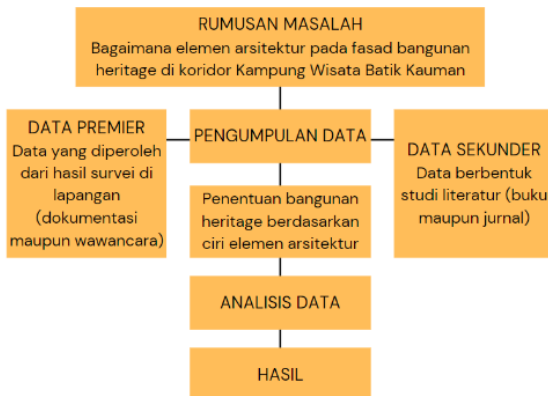 RUMUSAN MASALAH
Bagaimana elemen arsitektur pada fasad bangunan
heritage di koridor Kampung Wisata Batik Kauman
DATA PREMIER
Data yang diperoleh
dari hasil survei di
lapangan
(dokumentasi
maupun wawancara)
PENGUMPULAN DATA
DATA SEKUNDER
Data berbentuk
studi literatur (buku
maupun jurnal)
Penentuan bangunan
heritage berdasarkan
ciri elemen arsitektur
ANALISIS DATA
HASIL